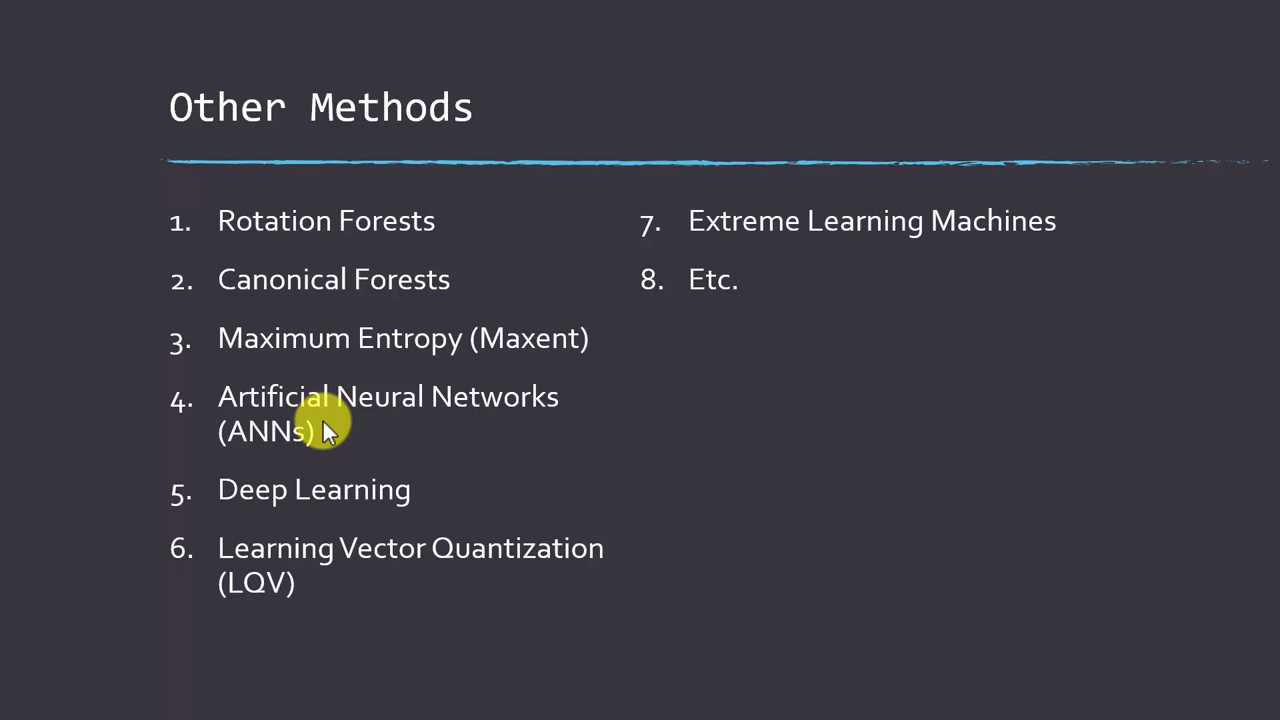 Other Methods
1. Rotation Forests
2. Canonical Forests
3. Maximum Entropy (Maxent)
4. Artificial Neural Networks
(ANNs)
5. Deep Learning
6. Learning Vector Quantization
(LQV)
7. Extreme Learning Machines
8. Etc.